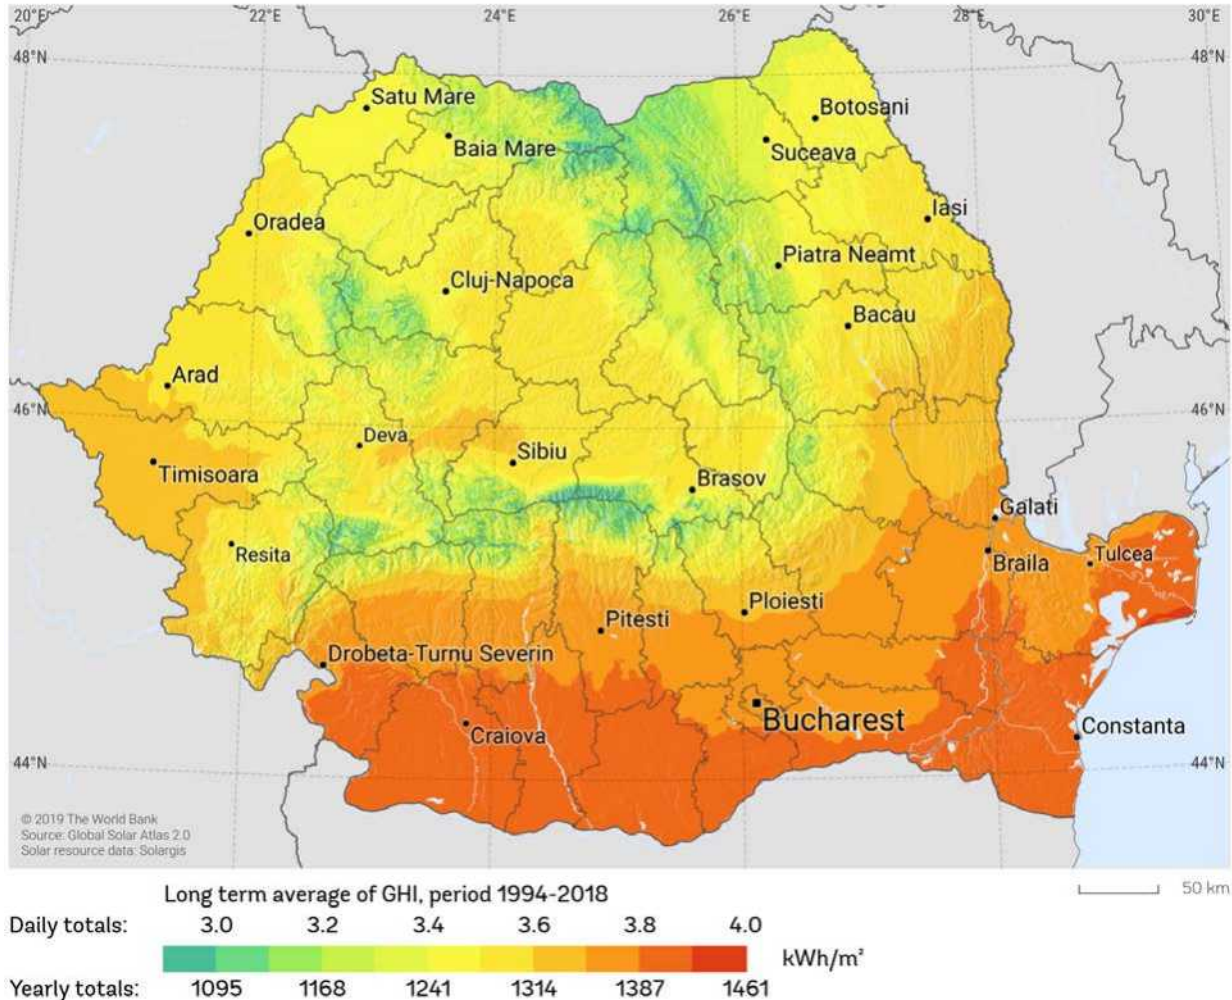 20°E 22°E 24°E 26°E 28°E 30°E
48°N 48°N
Satu Mare
Botosani
Baia Mare
Suceava
Iasi
Oradea
Piatra Neamt
Cluj-Napoca
Bacau
Arad
46°N 46°N
Deva
Sibiu
Timisoara
Brasov
Galati
Resita
Braila
Tulcea
Ploiesti
Pitesti
Drobeta-Turnu Severin
Bucharest
Craiova
Constanta
44°N 44°N
© 2019 The World Bank
Source: Global Solar Atlas 2.0
Solar resource data: Solargis
Long term average of GHI, period 1994-2018
50 km
Daily totals: 3.0 3.2 3.4 3.6 3.8 4.0
kWh/m²
Yearly totals: 1095 1168 1241 1314 1387 1461